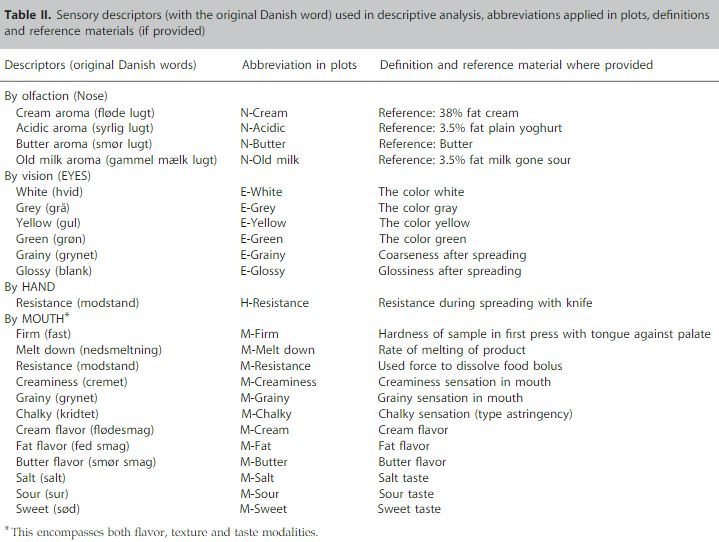 Table II. Sensory descriptors (with the original Danish word) used in descriptive analysis, abbreviations applied in plots, definitions
and reference materials (if provided)
Descriptors (original Danish words) Abbreviation in plots Definition and reference material where provided
By olfaction (Nose)
Cream aroma (fløde lugt) N-Cream Reference: 38% fat cream
Acidic aroma (syrlig lugt) N-Acidic Reference: 3.5% fat plain yoghurt
Butter aroma (smør lugt) N-Butter Reference: Butter
Old milk aroma (gammel mælk lugt) N-Old milk Reference: 3.5% fat milk gone sour
By vision (EYES)
White (hvid) E-White The color white
Grey (grå) E-Grey The color gray
Yellow (gul) E-Yellow The color yellow
Green (grøn) E-Green The color green
Grainy (grynet) E-Grainy Coarseness after spreading
Glossy (blank) E-Glossy Glossiness after spreading
By HAND
Resistance (modstand) H-Resistance Resistance during spreading with knife
By MOUTH*
Firm (fast) M-Firm Hardness of sample in first press with tongue against palate
Melt down (nedsmeltning) M-Melt down Rate of melting of product
Resistance (modstand) M-Resistance Used force to dissolve food bolus
Creaminess (cremet) M-Creaminess Creaminess sensation in mouth
Grainy (grynet) M-Grainy Grainy sensation in mouth
Chalky (kridtet) M-Chalky Chalky sensation (type astringency)
Cream flavor (flødesmag) M-Cream Cream flavor
Fat flavor (fed smag) M-Fat Fat flavor
Butter flavor (smør smag) M-Butter Butter flavor
Salt (salt) M-Salt Salt taste
Sour (sur) M-Sour Sour taste
Sweet (sød) M-Sweet Sweet taste
*This encompasses both flavor, texture and taste modalities.